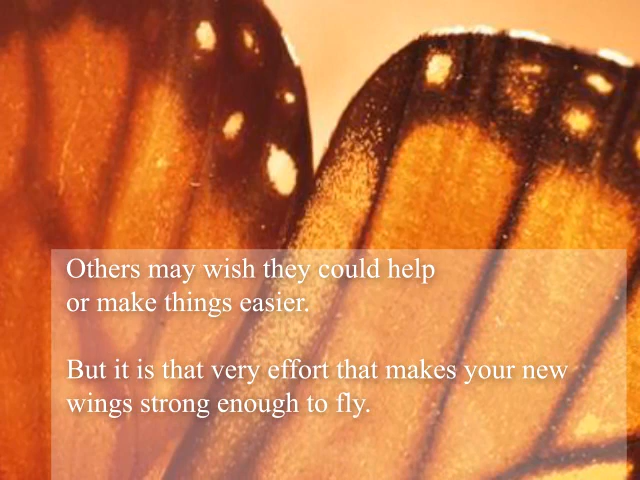 Others may wish they could help
or make things easier.
But it is that very effort that makes your new
wings strong enough to fly.